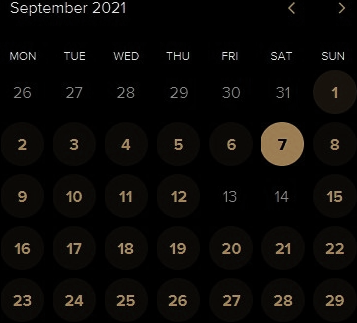 September 2021
MON TUE WED THU FRI SAT SUN
26 27 28 29 30 31 1
2 3 4 5 6 7 8
9 10 11 12 13 14 15
16 17 18 19 20 21 22
23 24 25 26 27 28 29